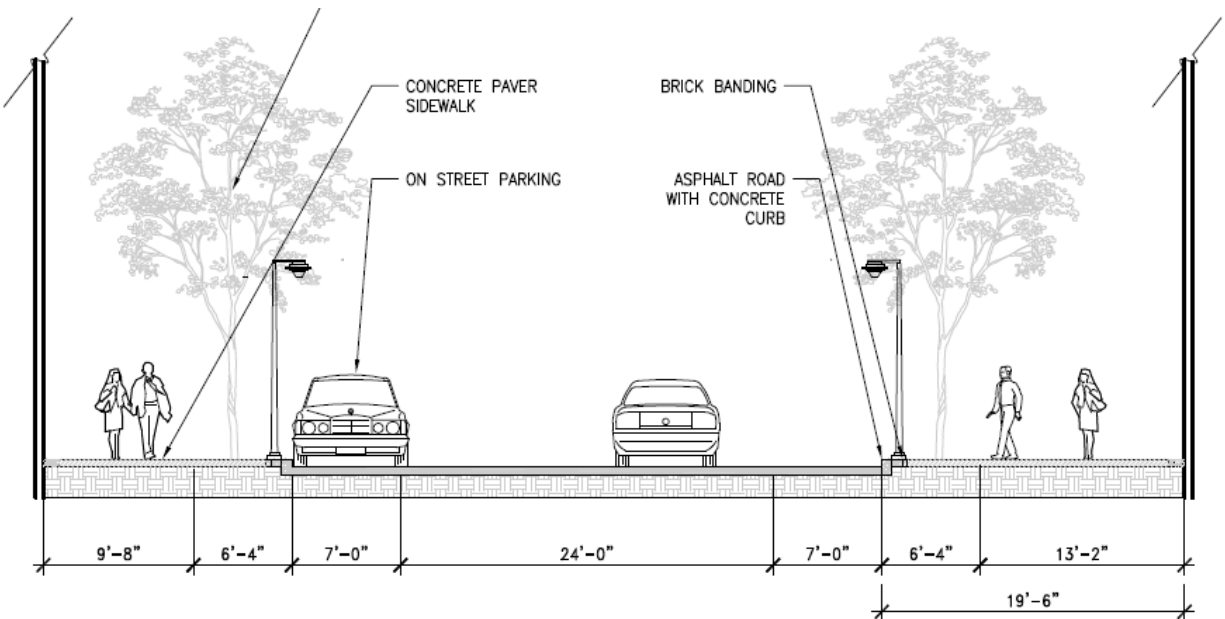 CONCRETE PAVER
SIDEWALK
BRICK BANDING
ON STREET PARKING
ASPHALT ROAD
WITH CONCRETE
CURB
9'-8" 6'-4" 7'-0" 24'-0" 7'-0" 6'-4" 13'-2"
19'-6"